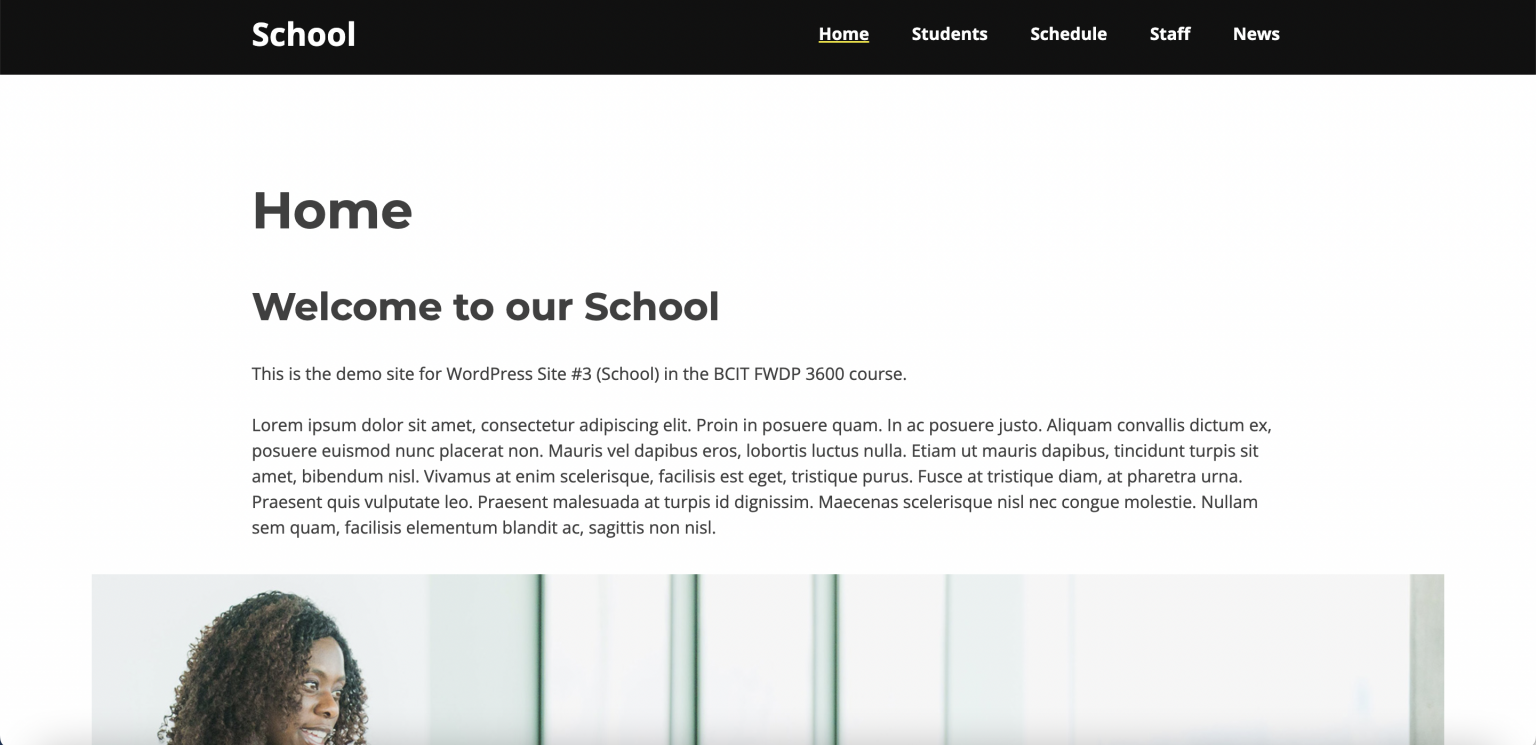 School
Home Students Schedule Staff News
Home
Welcome to our School
This is the demo site for WordPress Site #3 (School) in the BCIT FWDP 3600 course.
Lorem ipsum dolor sit amet, consectetur adipiscing elit. Proin in posuere quam. In ac posuere justo. Aliquam convallis dictum ex,
posuere euismod nunc placerat non. Mauris vel dapibus eros, lobortis luctus nulla. Etiam ut mauris dapibus, tincidunt turpis sit
amet, bibendum nisl. Vivamus at enim scelerisque, facilisis est eget, tristique purus. Fusce at tristique diam, at pharetra urna.
Praesent quis vulputate leo. Praesent malesuada at turpis id dignissim. Maecenas scelerisque nisl nec congue molestie. Nullam
sem quam, facilisis elementum blandit ac, sagittis non nisl.